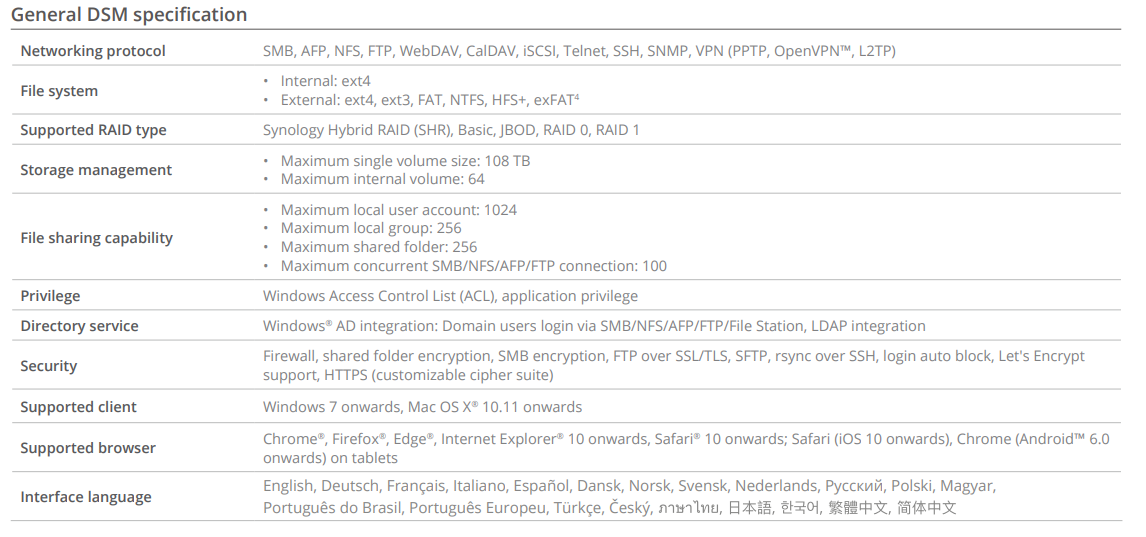 General DSM specification
Networking protocol SMB, AFP, NFS, FTP, WebDAV, CalDAV, iSCSI, Telnet, SSH, SNMP, VPN (PPTP, OpenVPN™, L2TP)
File system
• Internal: ext4
• External: ext4, ext3, FAT, NTFS, HFS+, exFAT⁴
Supported RAID type Synology Hybrid RAID (SHR), Basic, JBOD, RAID 0, RAID 1
Storage management
• Maximum single volume size: 108 TB
• Maximum internal volume: 64
File sharing capability
• Maximum local user account: 1024
• Maximum local group: 256
• Maximum shared folder: 256
• Maximum concurrent SMB/NFS/AFP/FTP connection: 100
Privilege Windows Access Control List (ACL), application privilege
Directory service Windows® AD integration: Domain users login via SMB/NFS/AFP/FTP/File Station, LDAP integration
Security
Firewall, shared folder encryption, SMB encryption, FTP over SSL/TLS, SFTP, rsync over SSH, login auto block, Let's Encrypt
support, HTTPS (customizable cipher suite)
Supported client Windows 7 onwards, Mac OS X® 10.11 onwards
Supported browser
Chrome®, Firefox®, Edge®, Internet Explorer® 10 onwards, Safari® 10 onwards; Safari (iOS 10 onwards), Chrome (Android™ 6.0
onwards) on tablets
Interface language
English, Deutsch, Français, Italiano, Español, Dansk, Norsk, Svensk, Nederlands, Русский, Polski, Magyar,
Português do Brasil, Português Europeu, Türkçe, Český, ภาษาไทย, 日本語, 한국어, 繁體中文, 简体中文